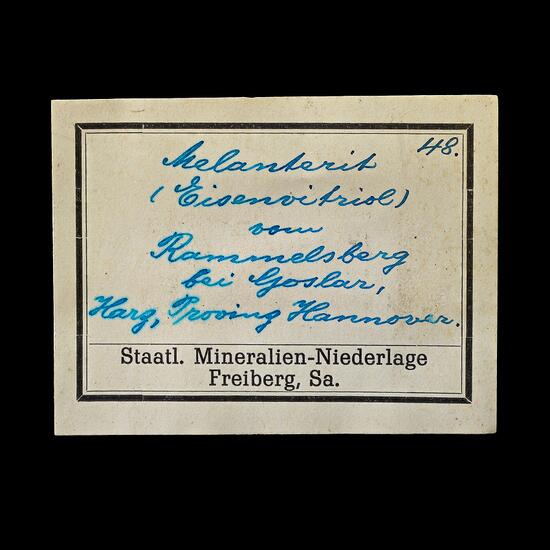 48.
Melanterit
(Eisenvitriol)
vom
Rammelsberg
bei Goslar,
Harz, Provinz Hannover.
Staatl. Mineralien-Niederlage
Freiberg, Sa.